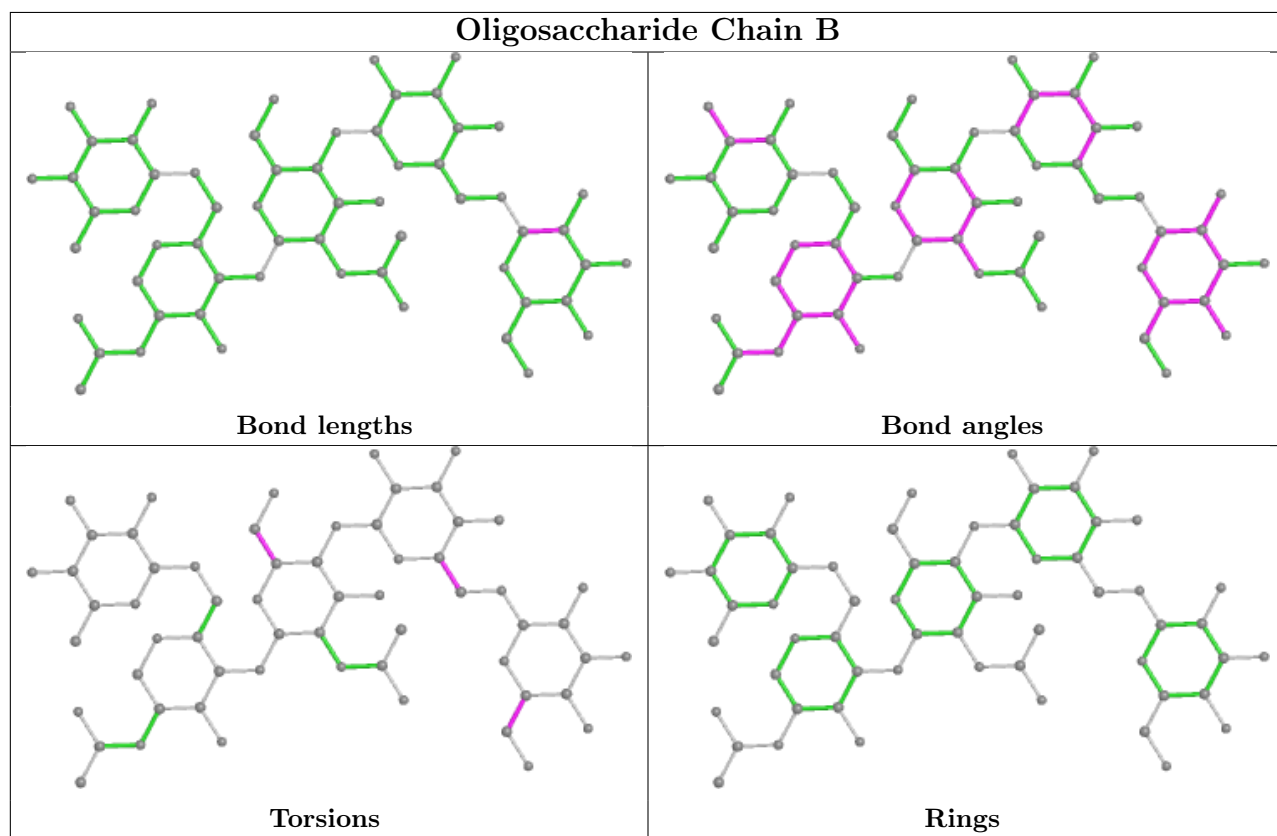 Oligosaccharide Chain B
Bond lengths
Bond angles
Torsions
Rings